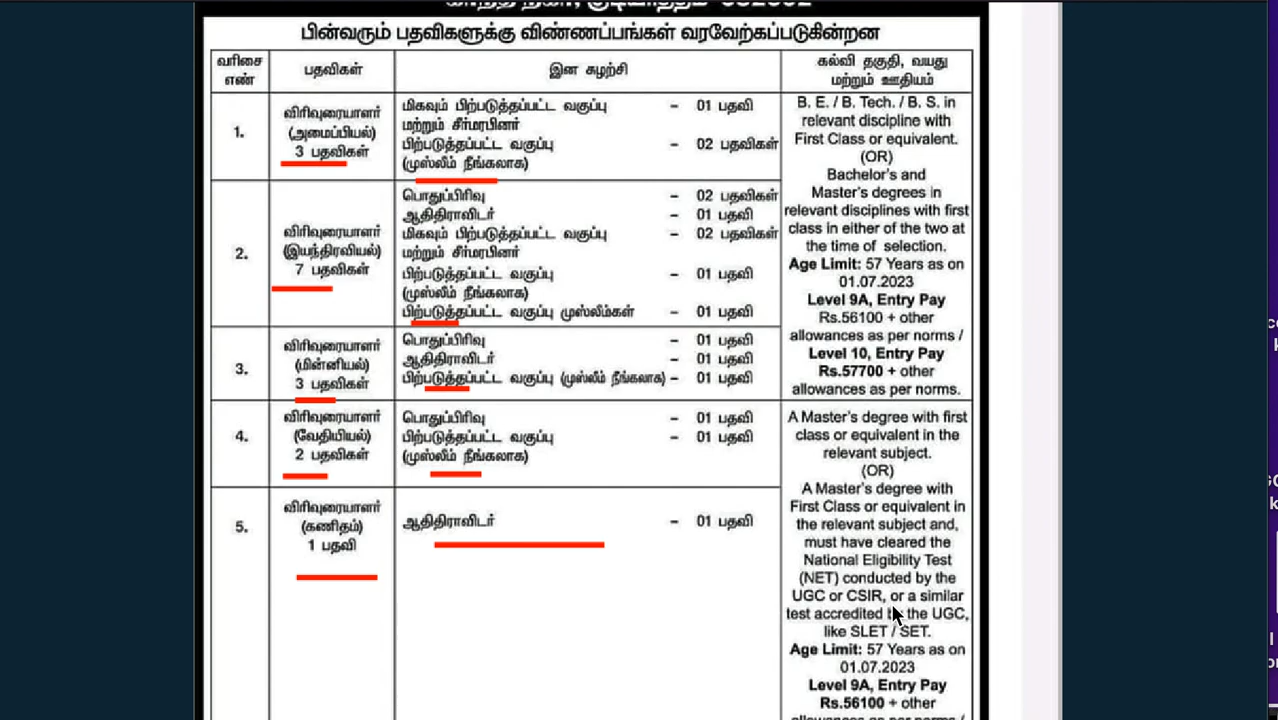 பின்வரும் பதவிகளுக்கு விண்ணப்பங்கள் வரவேற்கப்படுகின்றன
வரிசை எண்
பதவிகள்
இன சுழற்சி
கல்வி தகுதி, வயது
மற்றும் ஊதியம்
1.
விரிவுரையாளர்
(அமைப்பியல்)
3 பதவிகள்
மிகவும் பிற்படுத்தப்பட்ட வகுப்பு – 01 பதவி
மற்றும் சீர்மரபினர்
பிற்படுத்தப்பட்ட வகுப்பு – 02 பதவிகள்
(முஸ்லீம் நீங்கலாக)
2.
விரிவுரையாளர்
(இயந்திரவியல்)
7 பதவிகள்
பொதுப்பிரிவு – 02 பதவிகள்
ஆதிதிராவிடர் – 01 பதவி
மிகவும் பிற்படுத்தப்பட்ட வகுப்பு – 02 பதவிகள்
மற்றும் சீர்மரபினர்
பிற்படுத்தப்பட்ட வகுப்பு – 01 பதவி
(முஸ்லீம் நீங்கலாக)
பிற்படுத்தப்பட்ட வகுப்பு முஸ்லீம்கள் – 01 பதவி
3.
விரிவுரையாளர்
(மின்னியல்)
3 பதவிகள்
பொதுப்பிரிவு – 01 பதவி
ஆதிதிராவிடர் – 01 பதவி
பிற்படுத்தப்பட்ட வகுப்பு (முஸ்லீம் நீங்கலாக) – 01 பதவி
B. E. / B. Tech. / B. S. in
relevant discipline with
First Class or equivalent.
(OR)
Bachelor's and
Master's degrees in
relevant disciplines with first
class in either of the two at
the time of selection.
Age Limit: 57 Years as on
01.07.2023
Level 9A, Entry Pay
Rs.56100 + other
allowances as per norms /
Level 10, Entry Pay
Rs.57700 + other
allowances as per norms.
4.
விரிவுரையாளர்
(வேதியியல்)
2 பதவிகள்
பொதுப்பிரிவு – 01 பதவி
பிற்படுத்தப்பட்ட வகுப்பு – 01 பதவி
(முஸ்லீம் நீங்கலாக)
5.
விரிவுரையாளர்
(கணிதம்)
1 பதவி
ஆதிதிராவிடர் – 01 பதவி
A Master's degree with first
class or equivalent in the
relevant subject.
(OR)
A Master's degree with
First Class or equivalent in
the relevant subject and,
must have cleared the
National Eligibility Test
(NET) conducted by the
UGC or CSIR, or a similar
test accredited by the UGC,
like SLET / SET.
Age Limit: 57 Years as on
01.07.2023
Level 9A, Entry Pay
Rs.56100 + other
allowances as per norms /